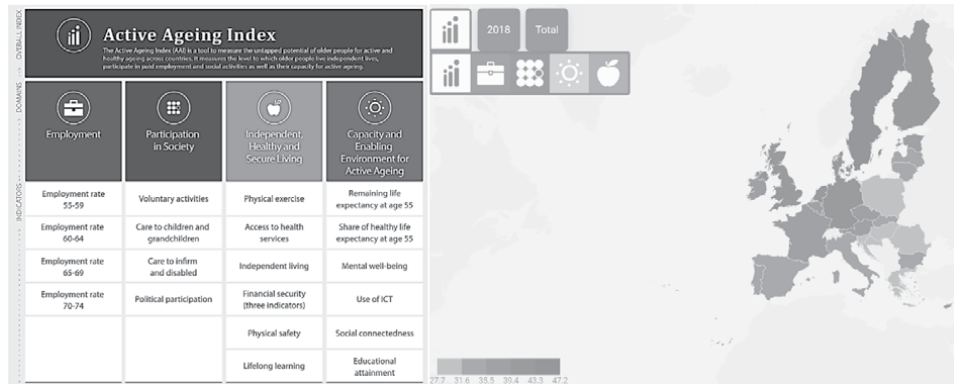 OVERALL INDEX
Active Ageing Index
The Active Ageing Index (AAI) is a tool to measure the untapped potential of older people for active and
healthy ageing across countries. It measures the level to which older people live independent lives,
participate in paid employment and social activities as well as their capacity for active ageing.
DOMAINS
Employment
Participation
in Society
Independent,
Healthy and
Secure Living
Capacity and
Enabling
Environment for
Active Ageing
INDICATORS
Employment rate
55-59
Voluntary activities
Physical exercise
Remaining life
expectancy at age 55
Employment rate
60-64
Care to children and
grandchildren
Access to health
services
Share of healthy life
expectancy at age 55
Employment rate
65-69
Care to infirm
and disabled
Independent living
Mental well-being
Employment rate
70-74
Political participation
Financial security
(three indicators)
Use of ICT
Physical safety
Social connectedness
Lifelong learning
Educational
attainment
2018
Total
27.7 31.6 35.5 39.4 43.3 47.2